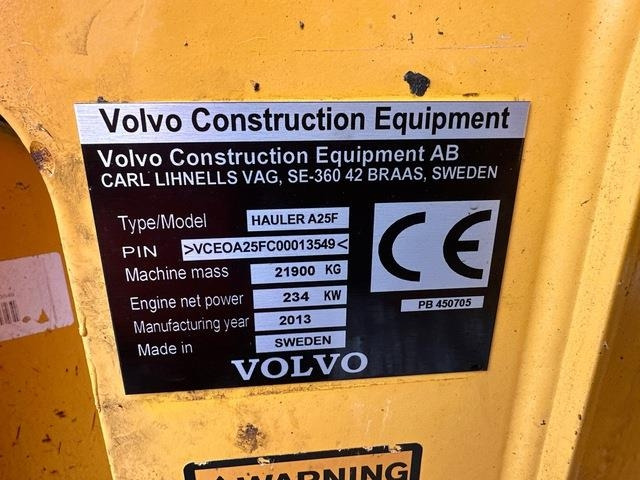 Volvo Construction Equipment
Volvo Construction Equipment AB
CARL LIHNELLS VAG, SE-360 42 BRAAS, SWEDEN
Type/Model HAULER A25F
PIN >VCEOA25FC00013549<
Machine mass 21900 KG
Engine net power 234 KW
Manufacturing year 2013
Made in SWEDEN
CE
PB 450705
VOLVO
WARNING